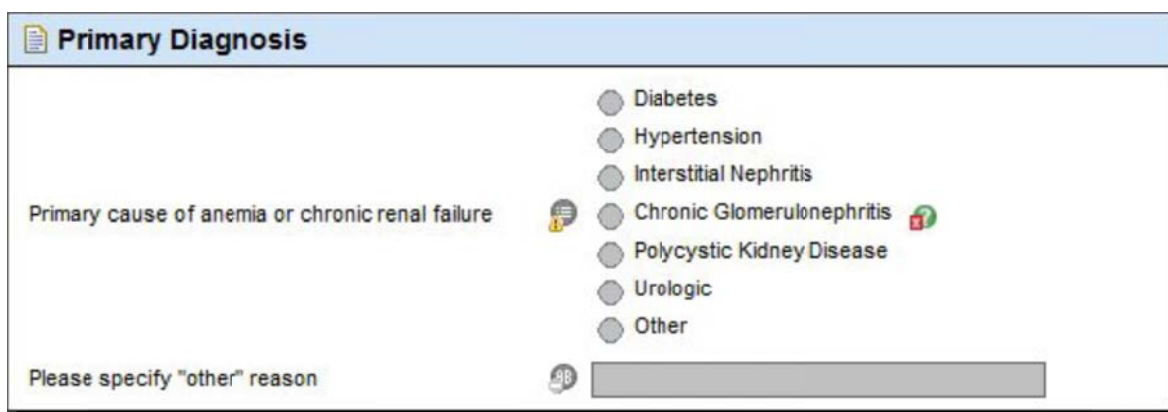 Primary Diagnosis
Diabetes
Hypertension
Interstitial Nephritis
Primary cause of anemia or chronic renal failure
Chronic Glomerulonephritis
Polycystic Kidney Disease
Urologic
Other
Please specify "other" reason